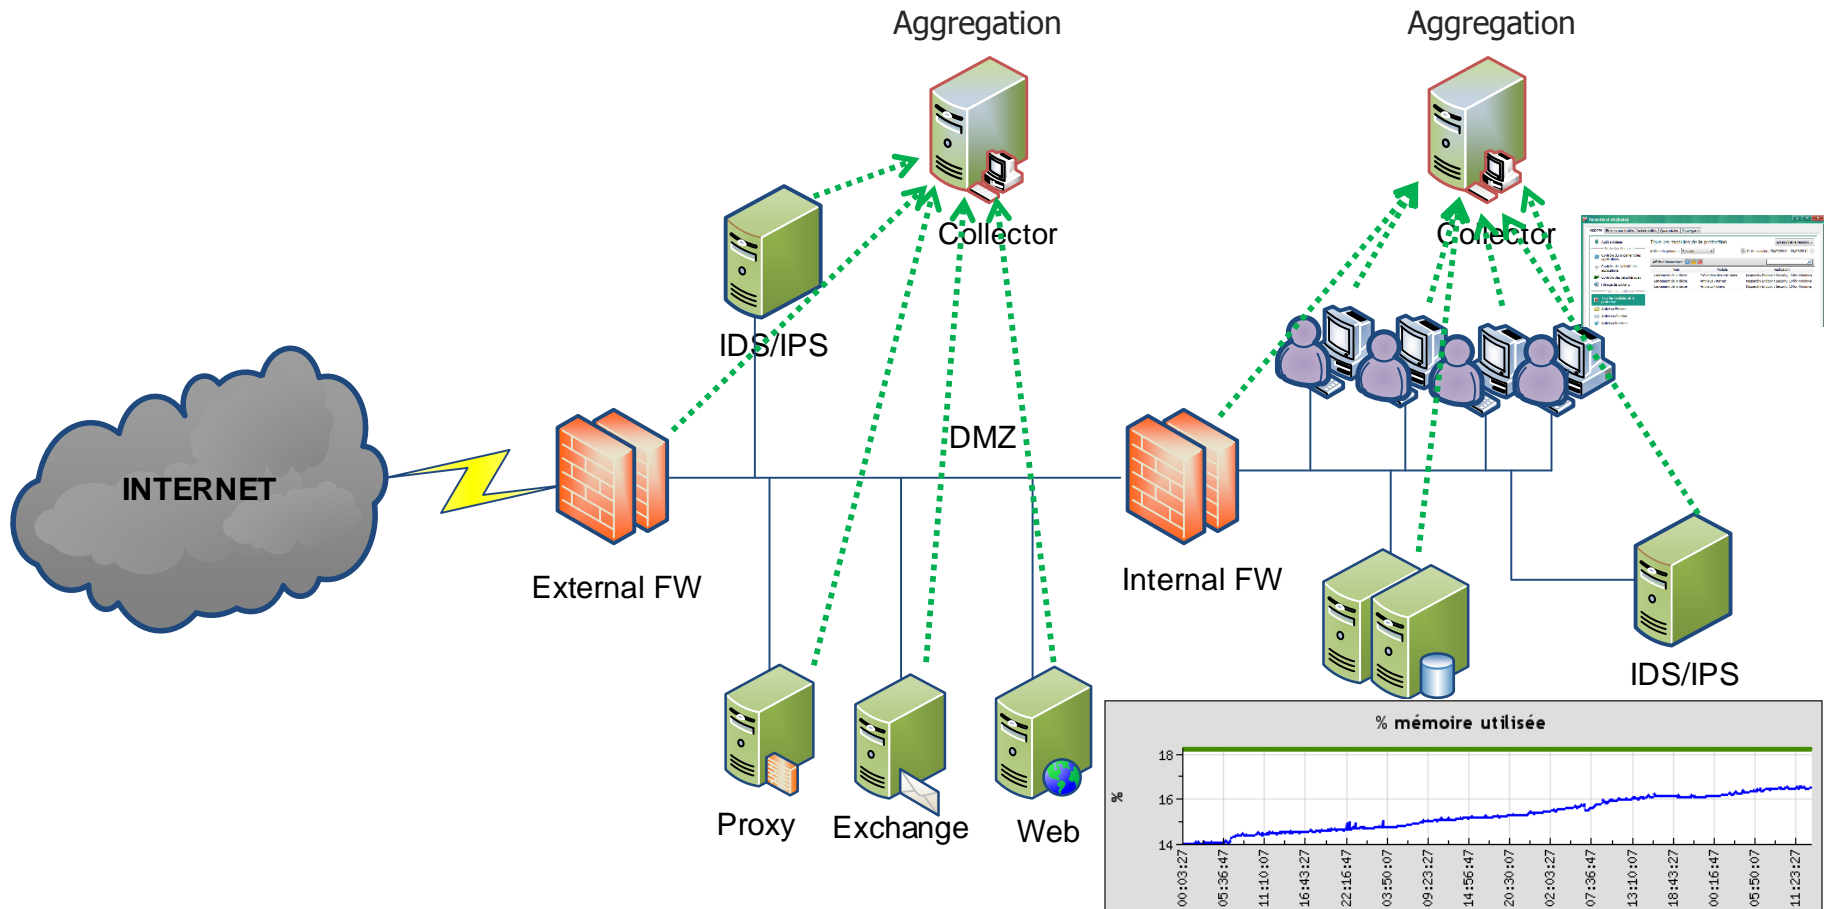 Aggregation
Aggregation
Collector
Collector
IDS/IPS
DMZ
INTERNET
External FW
Internal FW
IDS/IPS
Proxy
Exchange
Web
% mémoire utilisée
%
18
16
14
00:03:27
05:36:47
11:10:07
16:43:27
22:16:47
03:50:07
09:23:27
14:56:47
20:30:07
02:03:27
07:36:47
13:10:07
18:43:27
00:16:47
05:50:07
11:23:27